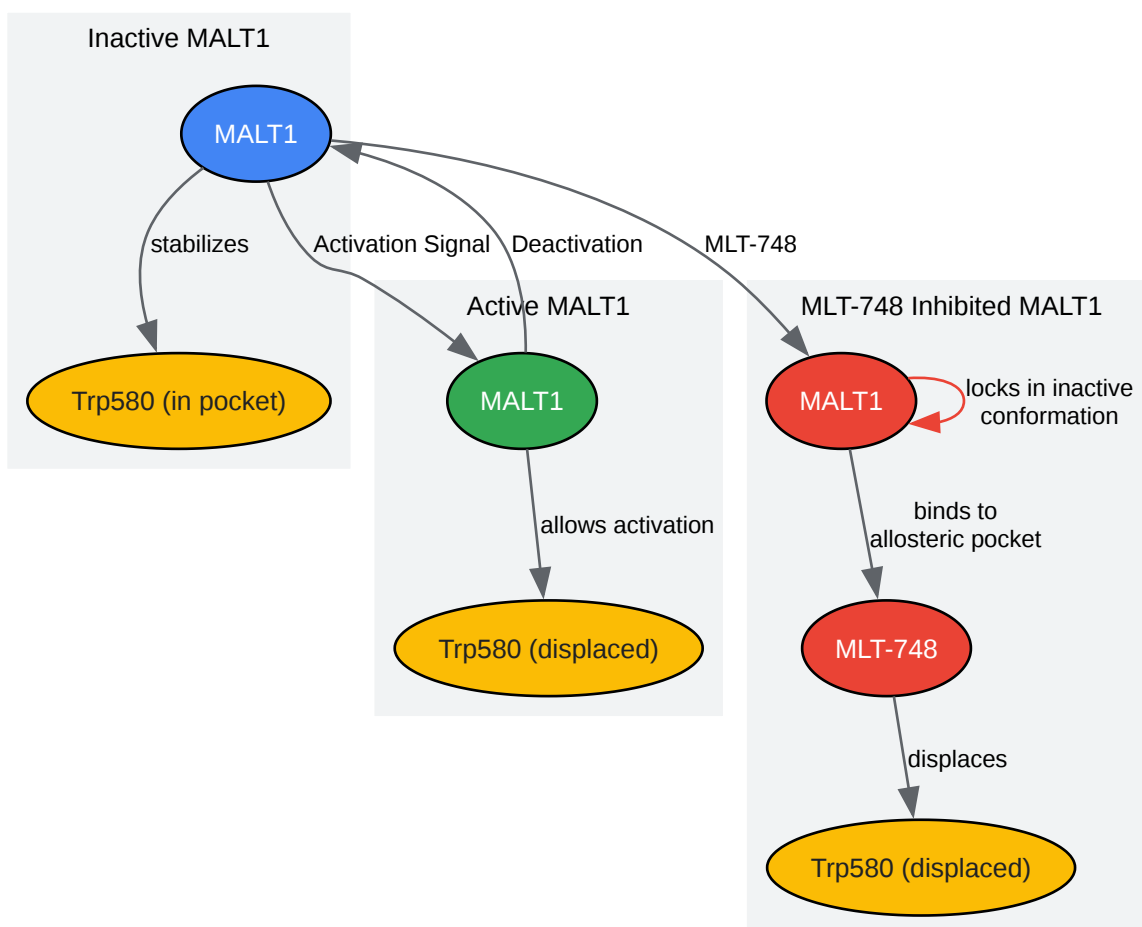 Inactive MALT1
MALT1
stabilizes
Activation Signal
Deactivation
MLT-748
Active MALT1
MLT-748 Inhibited MALT1
Trp580 (in pocket)
MALT1
MALT1
locks in inactive
conformation
binds to
allosteric pocket
allows activation
Trp580 (displaced)
MLT-748
displaces
Trp580 (displaced)